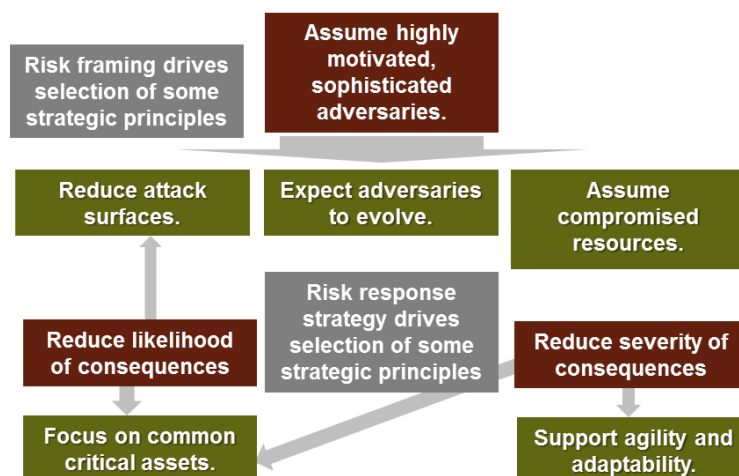 Risk framing drives
selection of some
strategic principles
Assume highly
motivated,
sophisticated
adversaries.
Reduce attack
surfaces.
Expect adversaries
to evolve.
Assume
compromised
resources.
Reduce likelihood
of consequences
Risk response
strategy drives
selection of some
strategic principles
Reduce severity of
consequences
Focus on common
critical assets.
Support agility and
adaptability.